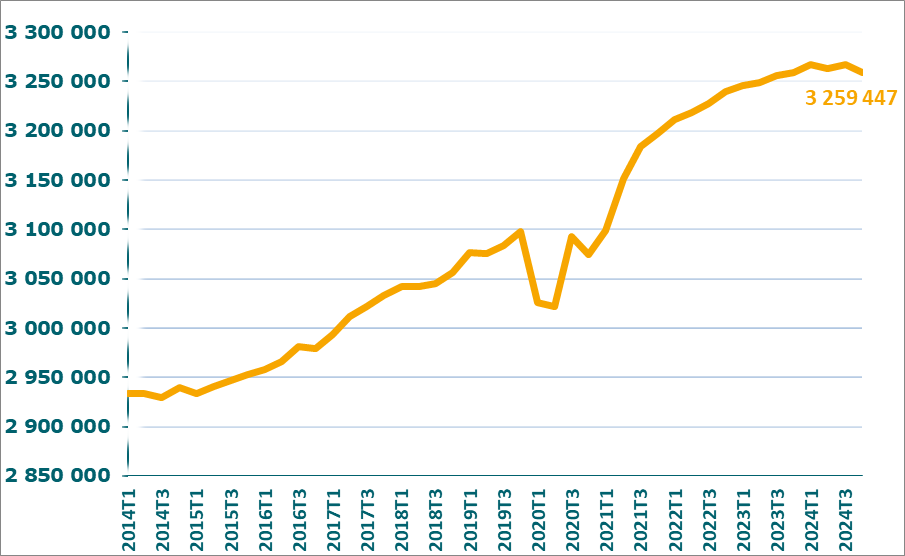 3 300 000
3 250 000
3 200 000
3 150 000
3 100 000
3 050 000
3 000 000
2 950 000
2 900 000
2 850 000
3 259 447
2014T1
2014T3
2015T1
2015T3
2016T1
2016T3
2017T1
2017T3
2018T1
2018T3
2019T1
2019T3
2020T1
2020T3
2021T1
2021T3
2022T1
2022T3
2023T1
2023T3
2024T1
2024T3